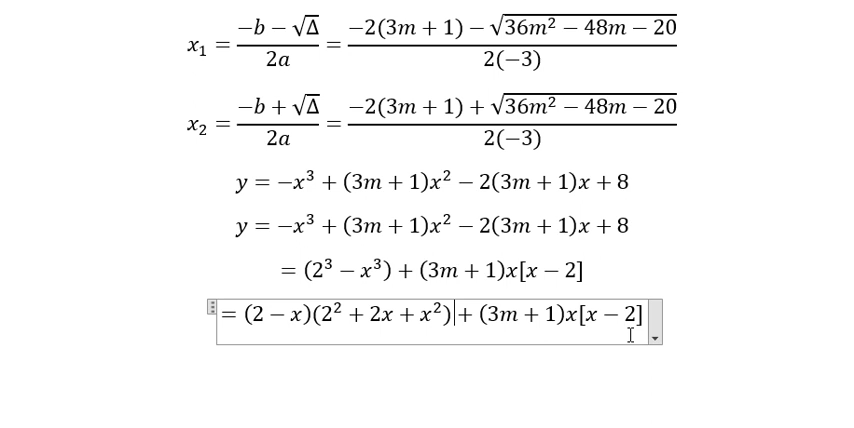 x₁ = (−b − √Δ)/2a = (−2(3m + 1) − √(36m² − 48m − 20))/2(−3)
x₂ = (−b + √Δ)/2a = (−2(3m + 1) + √(36m² − 48m − 20))/2(−3)
y = −x³ + (3m + 1)x² − 2(3m + 1)x + 8
y = −x³ + (3m + 1)x² − 2(3m + 1)x + 8
= (2³ − x³) + (3m + 1)x[x − 2]
= (2 − x)(2² + 2x + x²) + (3m + 1)x[x − 2]